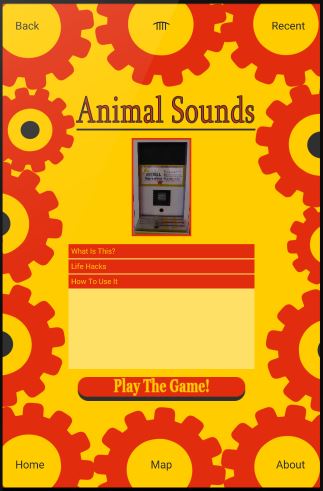 Back
Recent
Animal Sounds
What Is This?
Life Hacks
How To Use It
Play The Game!
Home
Map
About